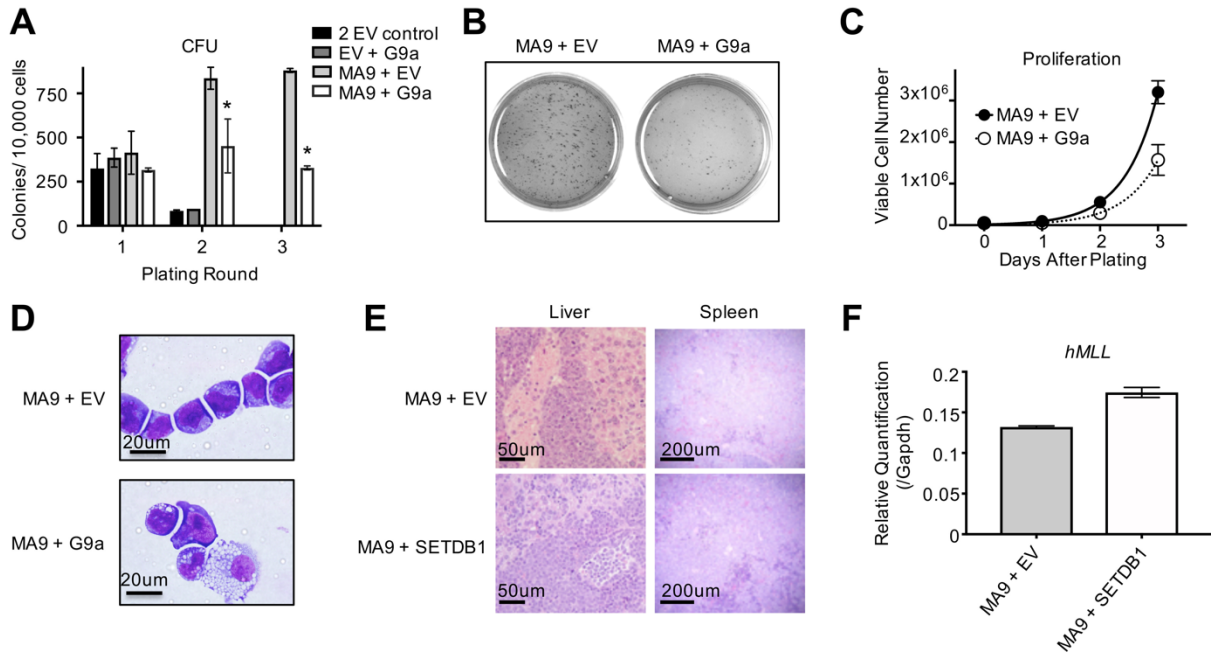 A
CFU
2 EV control
EV + G9a
MA9 + EV
MA9 + G9a
Colonies/ 10,000 cells
750
500
250
0
*
*
1
2
3
Plating Round
B
MA9 + EV
MA9 + G9a
C
Proliferation
Viable Cell Number
3x10⁶
2x10⁶
1x10⁶
0
MA9 + EV
MA9 + G9a
0
1
2
3
Days After Plating
D
MA9 + EV
20um
MA9 + G9a
20um
E
Liver
Spleen
MA9 + EV
50um
200um
MA9 + SETDB1
50um
200um
F
hMLL
Relative Quantification
(/Gapdh)
0.2
0.15
0.1
0.05
0
MA9 + EV
MA9 + SETDB1